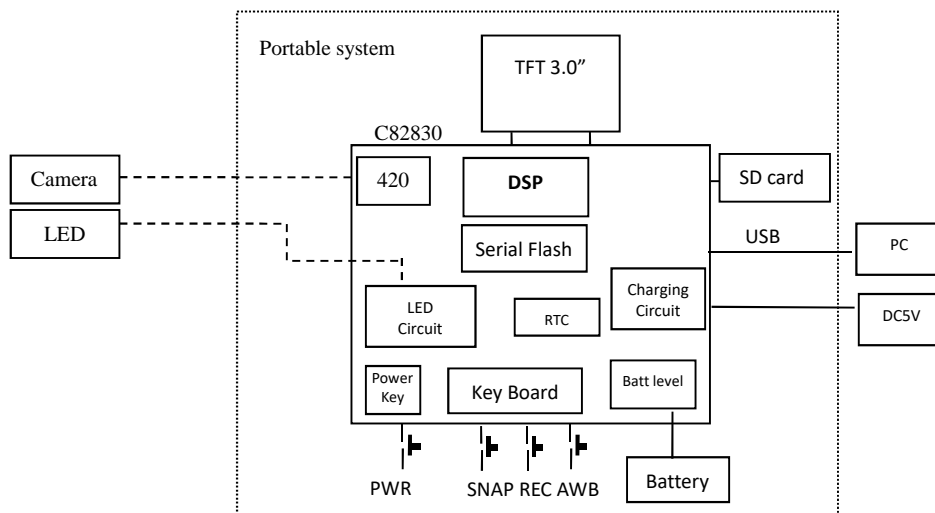 Portable system
TFT 3.0”
C82830
Camera
420
DSP
SD card
LED
Serial Flash
USB
PC
LED
Circuit
RTC
Charging
Circuit
DC5V
Power
Key
Key Board
Batt level
PWR
SNAP REC AWB
Battery